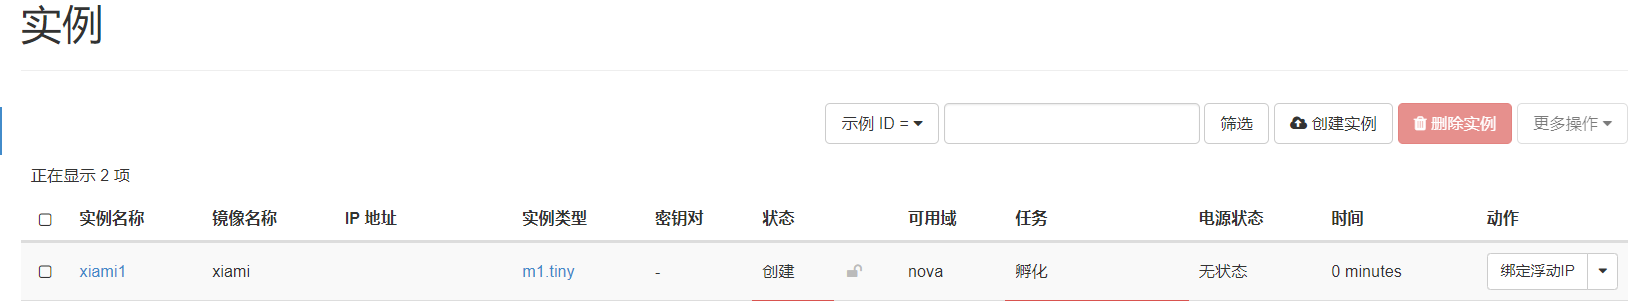 实例
示例 ID = 筛选 创建实例 删除实例 更多操作
正在显示 2 项
实例名称 镜像名称 IP 地址 实例类型 密钥对 状态 可用域 任务 电源状态 时间 动作
xiami1 xiami m1.tiny - 创建 nova 孵化 无状态 0 minutes 绑定浮动IP